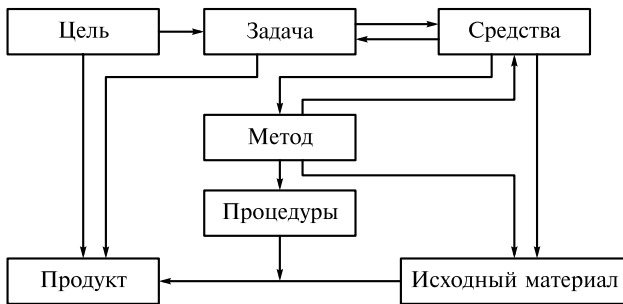 Цель
Задача
Средства
Метод
Процедуры
Продукт
Исходный материал